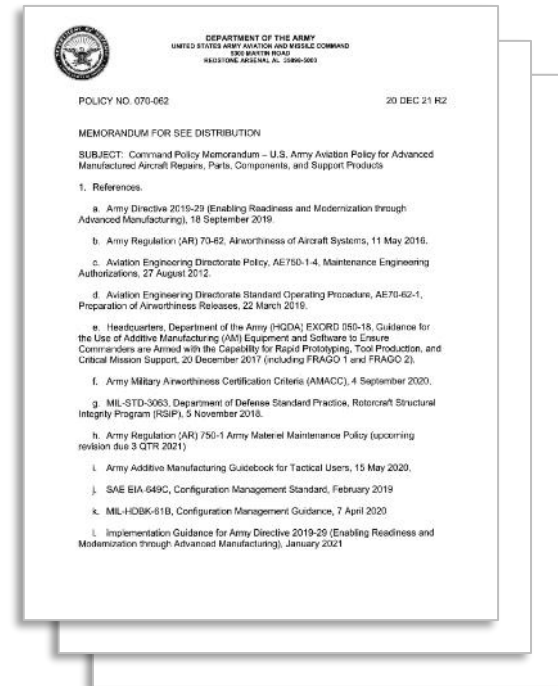 DEPARTMENT OF THE ARMY
UNITED STATES ARMY AVIATION AND MISSILE COMMAND
5300 MARTIN ROAD
REDSTONE ARSENAL AL 35898-5000
POLICY NO. 070-062 20 DEC 21 R2
MEMORANDUM FOR SEE DISTRIBUTION
SUBJECT: Command Policy Memorandum – U.S. Army Aviation Policy for Advanced
Manufactured Aircraft Repairs, Parts, Components, and Support Products
1. References.
a. Army Directive 2019-29 (Enabling Readiness and Modernization through
Advanced Manufacturing), 18 September 2019.
b. Army Regulation (AR) 70-62, Airworthiness of Aircraft Systems, 11 May 2016.
c. Aviation Engineering Directorate Policy, AE750-1-4, Maintenance Engineering
Authorizations, 27 August 2012.
d. Aviation Engineering Directorate Standard Operating Procedure, AE70-62-1,
Preparation of Airworthiness Releases, 22 March 2019.
e. Headquarters, Department of the Army (HQDA) EXORD 050-18, Guidance for
the Use of Additive Manufacturing (AM) Equipment and Software to Ensure
Commanders are Armed with the Capability for Rapid Prototyping, Tool Production, and
Critical Mission Support, 20 December 2017 (including FRAGO 1 and FRAGO 2).
f. Army Military Airworthiness Certification Criteria (AMACC), 4 September 2020.
g. MIL-STD-3063, Department of Defense Standard Practice, Rotorcraft Structural
Integrity Program (RSIP), 5 November 2018.
h. Army Regulation (AR) 750-1 Army Materiel Maintenance Policy (upcoming
revision due 3 QTR 2021)
i. Army Additive Manufacturing Guidebook for Tactical Users, 15 May 2020,
j. SAE EIA-649C, Configuration Management Standard, February 2019
k. MIL-HDBK-61B, Configuration Management Guidance, 7 April 2020
l. Implementation Guidance for Army Directive 2019-29 (Enabling Readiness and
Modernization through Advanced Manufacturing), January 2021